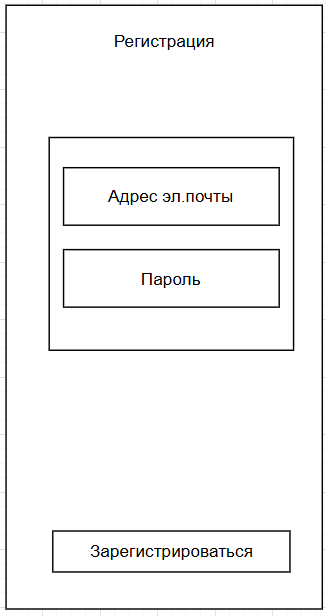 Регистрация
Адрес эл.почты
Пароль
Зарегистрироваться